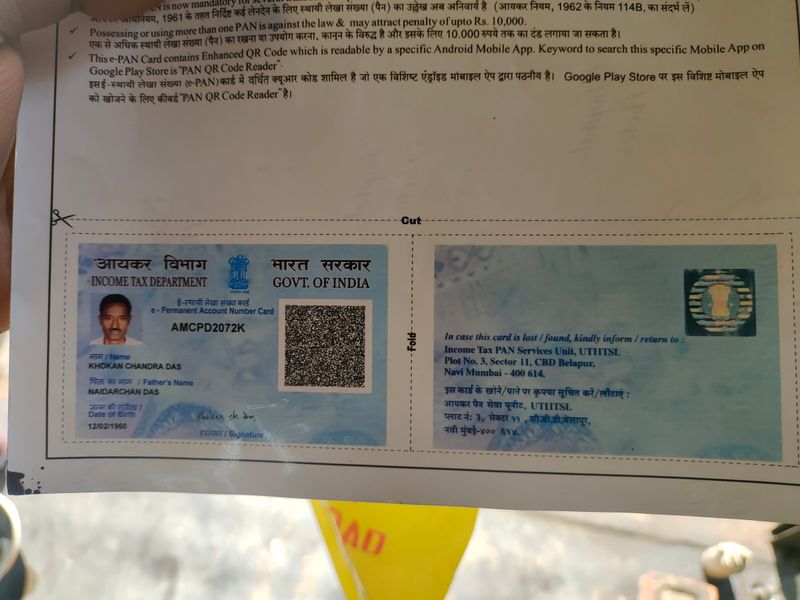 N is now mandatory for several
आयकर अधिनियम, 1961 के तहत निर्दिष्ट कई लेनदेन के लिए स्थायी लेखा संख्या (पैन) का उल्लेख अब अनिवार्य है (आयकर नियम, 1962 के नियम 114B, का संदर्भ लें)
✓ Possessing or using more than one PAN is against the law & may attract penalty of upto Rs. 10,000.
एक से अधिक स्थायी लेखा संख्या (पैन) का रखना या उपयोग करना, कानून के विरुद्ध है और इसके लिए 10,000 रुपये तक का दंड लगाया जा सकता है।
✓ This e-PAN Card contains Enhanced QR Code which is readable by a specific Android Mobile App. Keyword to search this specific Mobile App on
Google Play Store is "PAN QR Code Reader".
इस ई-स्थायी लेखा संख्या (e-PAN) कार्ड में वर्धित क्यूआर कोड शामिल है जो एक विशिष्ट एंड्रॉइड मोबाइल ऐप द्वारा पठनीय है। Google Play Store पर इस विशिष्ट मोबाइल ऐप
को खोजने के लिए कीवर्ड "PAN QR Code Reader" है।
Cut
आयकर विभाग
INCOME TAX DEPARTMENT
भारत सरकार
GOVT. OF INDIA
ई-स्थायी लेखा संख्या कार्ड
e - Permanent Account Number Card
AMCPD2072K
नाम / Name
KHOKAN CHANDRA DAS
पिता का नाम / Father's Name
NAIDARCHAN DAS
जन्म की तारीख /
Date of Birth
12/02/1960
Khokan ch das
हस्ताक्षर / Signature
Fold
In case this card is lost / found, kindly inform / return to :
Income Tax PAN Services Unit, UTIITSL
Plot No. 3, Sector 11, CBD Belapur,
Navi Mumbai - 400 614.
इस कार्ड के खोने/पाने पर कृपया सूचित करें/लौटाएं :
आयकर पैन सेवा यूनीट, UTIITSL
प्लाट नं: ३, सेक्टर ११, सी.बी.डी.बेलापुर,
नवी मुंबई-४०० ६१४.